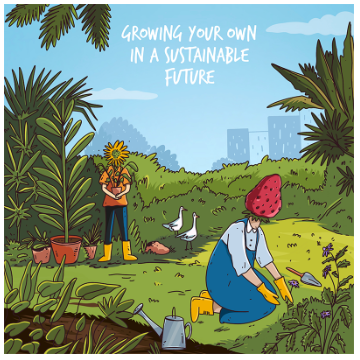 GROWING YOUR OWN
IN A SUSTAINABLE
FUTURE